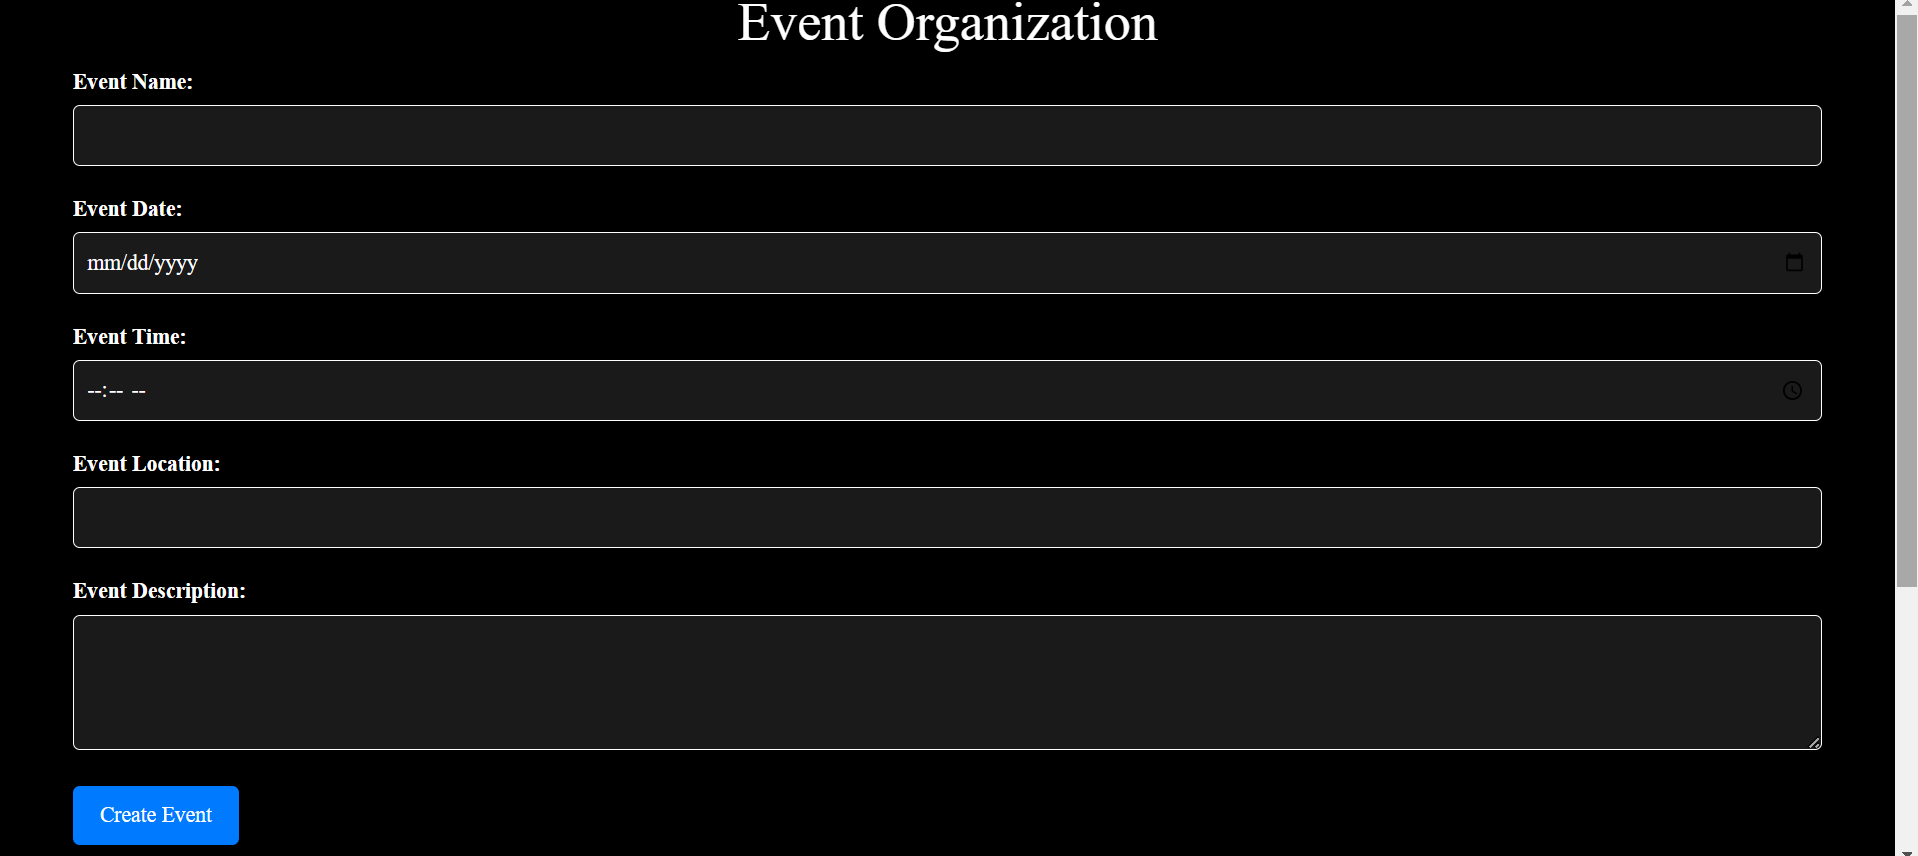 Event Organization
Event Name:
Event Date:
mm/dd/yyyy
Event Time:
--:-- --
Event Location:
Event Description:
Create Event